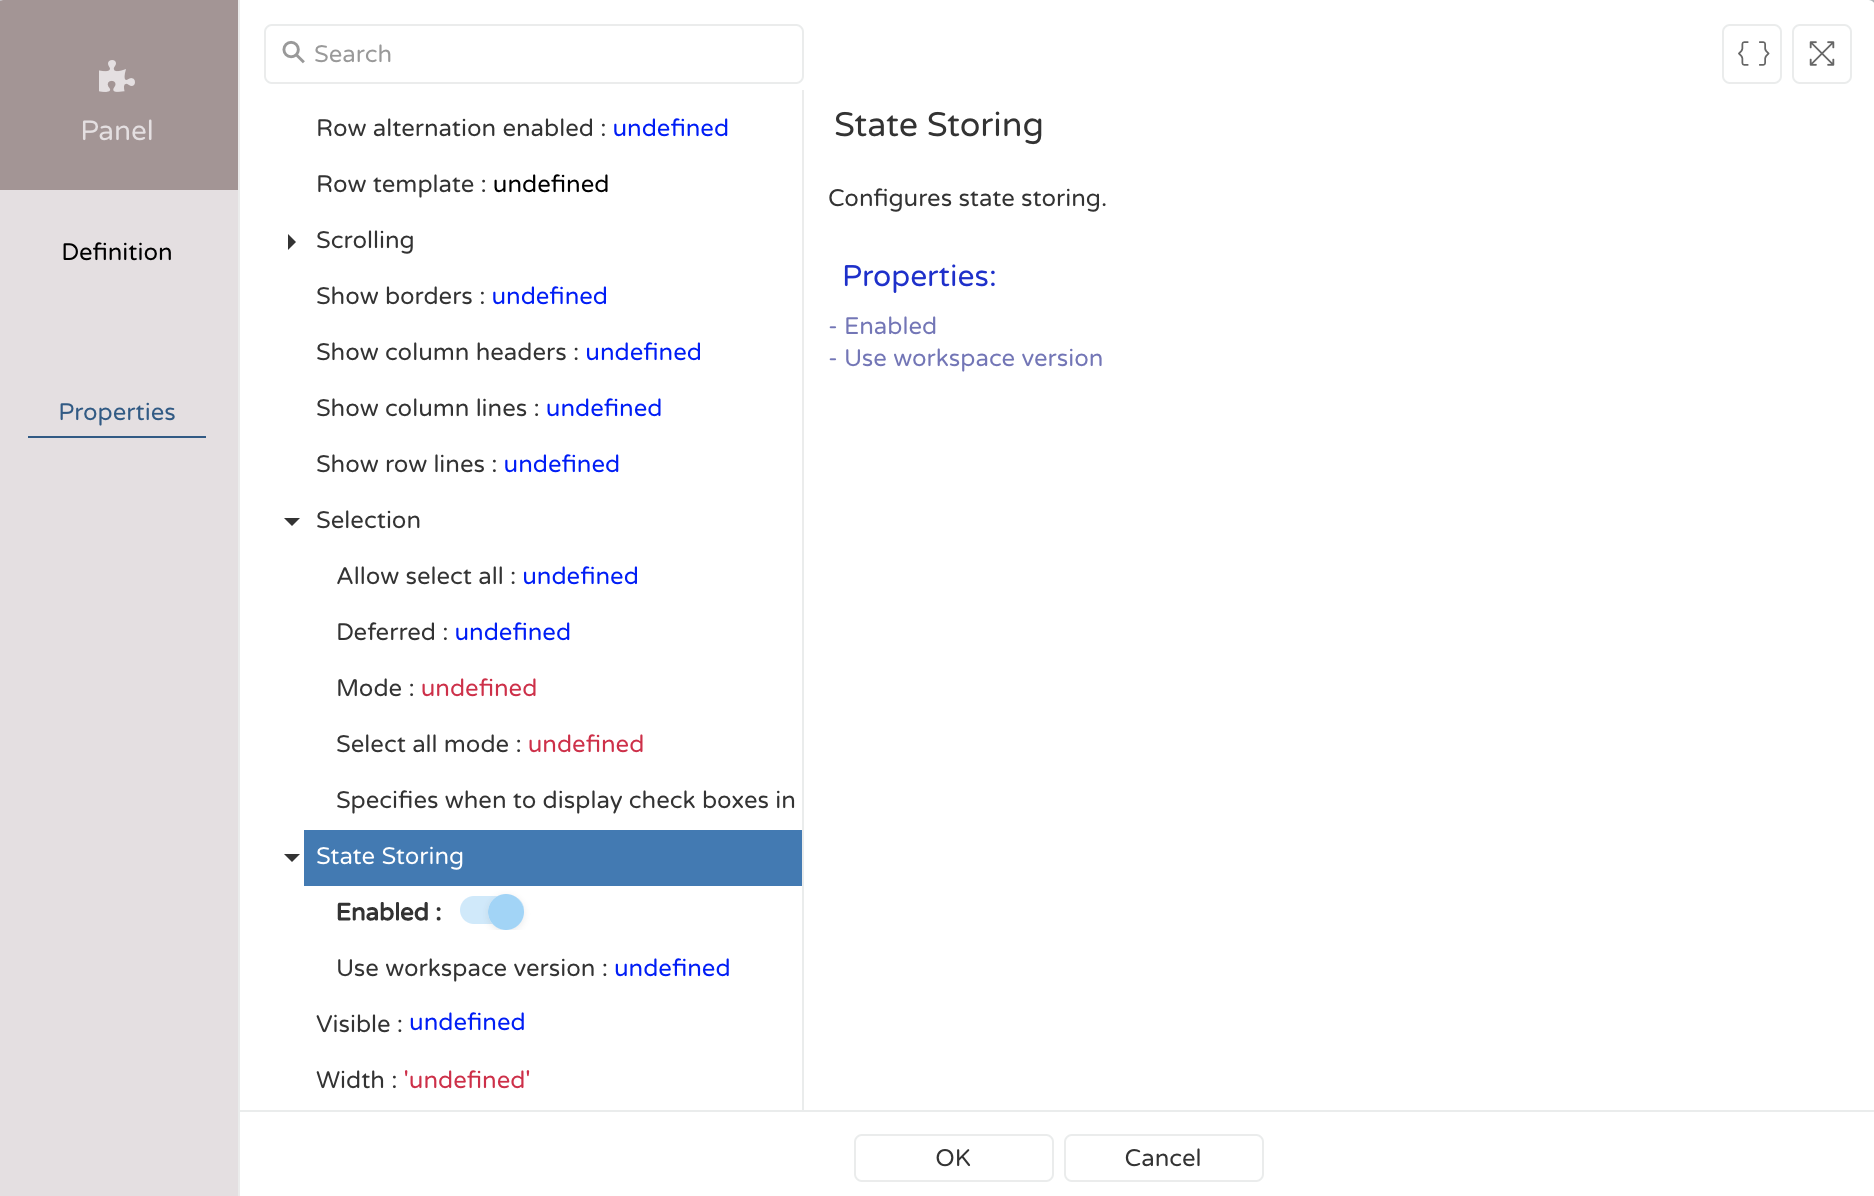 Panel
Definition
Properties
Search
Row alternation enabled : undefined
Row template : undefined
Scrolling
Show borders : undefined
Show column headers : undefined
Show column lines : undefined
Show row lines : undefined
Selection
Allow select all : undefined
Deferred : undefined
Mode : undefined
Select all mode : undefined
Specifies when to display check boxes in
State Storing
Enabled :
Use workspace version : undefined
Visible : undefined
Width : 'undefined'
{ }
State Storing
Configures state storing.
Properties:
- Enabled
- Use workspace version
OK
Cancel